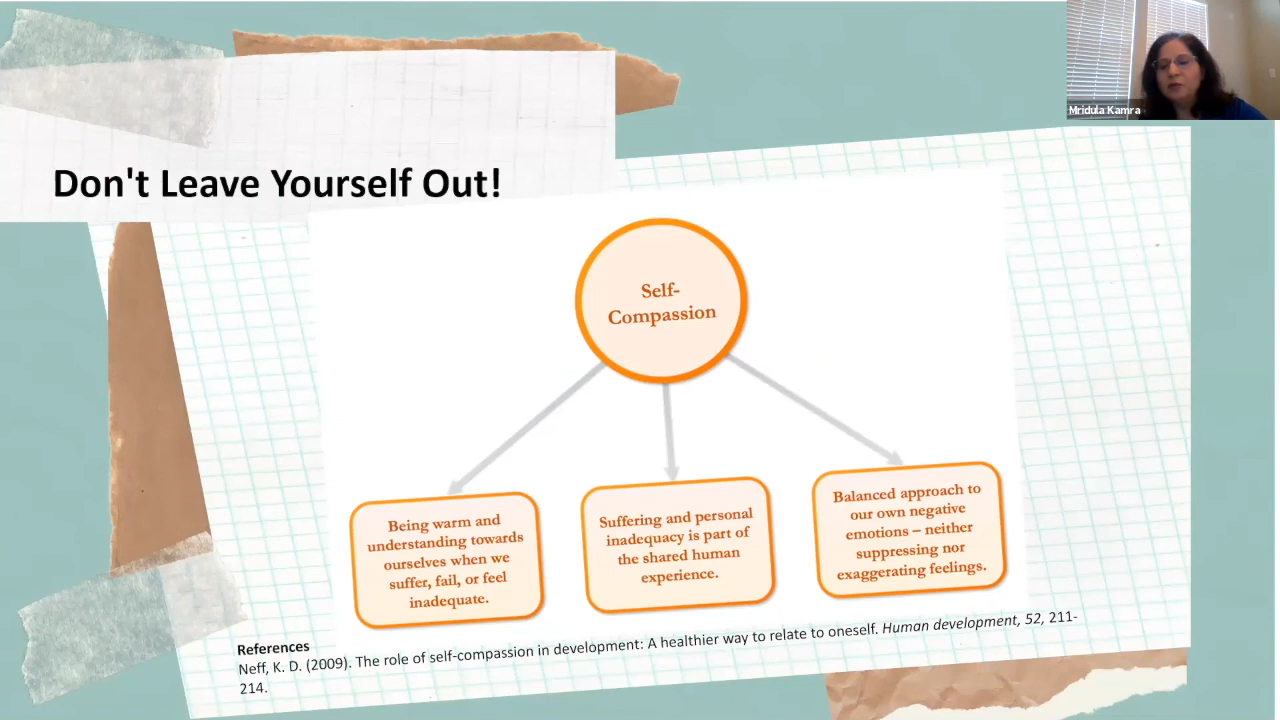 Mridula Kamra
Don't Leave Yourself Out!
Self-
Compassion
Being warm and
understanding towards
ourselves when we
suffer, fail, or feel
inadequate.
Suffering and personal
inadequacy is part of
the shared human
experience.
Balanced approach to
our own negative
emotions – neither
suppressing nor
exaggerating feelings.
References
Neff, K. D. (2009). The role of self-compassion in development: A healthier way to relate to oneself. Human development, 52, 211-
214.